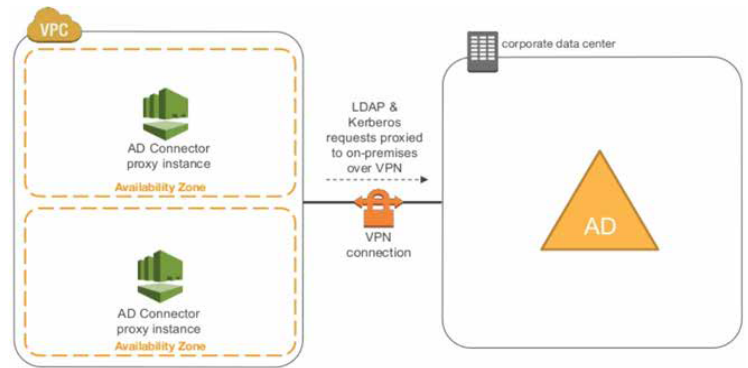 VPC
AD Connector
proxy instance
Availability Zone
AD Connector
proxy instance
Availability Zone
LDAP &
Kerberos
requests proxied
to on-premises
over VPN
VPN
connection
corporate data center
AD